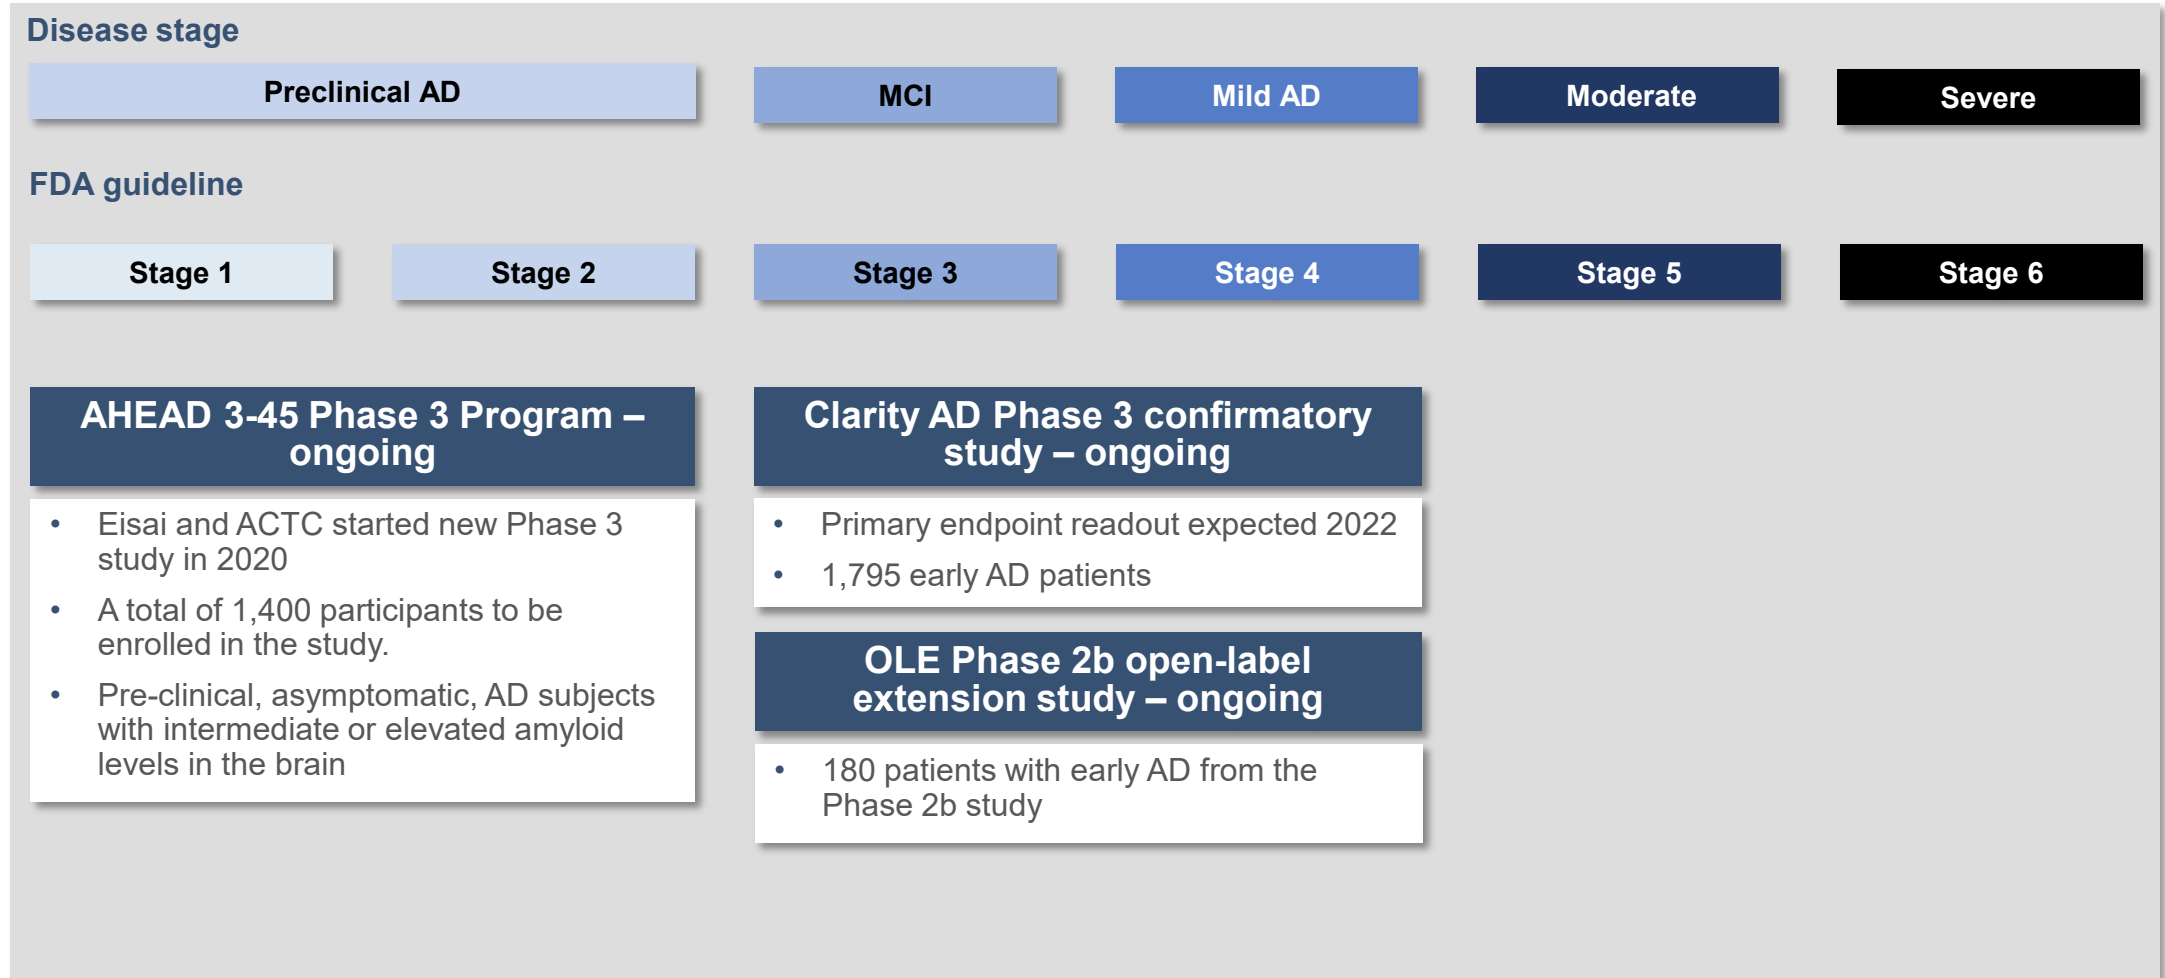 Disease stage
Preclinical AD
MCI
Mild AD
Moderate
Severe
FDA guideline
Stage 1
Stage 2
Stage 3
Stage 4
Stage 5
Stage 6
AHEAD 3-45 Phase 3 Program –
ongoing
• Eisai and ACTC started new Phase 3
study in 2020
• A total of 1,400 participants to be
enrolled in the study.
• Pre-clinical, asymptomatic, AD subjects
with intermediate or elevated amyloid
levels in the brain
Clarity AD Phase 3 confirmatory
study – ongoing
• Primary endpoint readout expected 2022
• 1,795 early AD patients
OLE Phase 2b open-label
extension study – ongoing
• 180 patients with early AD from the
Phase 2b study